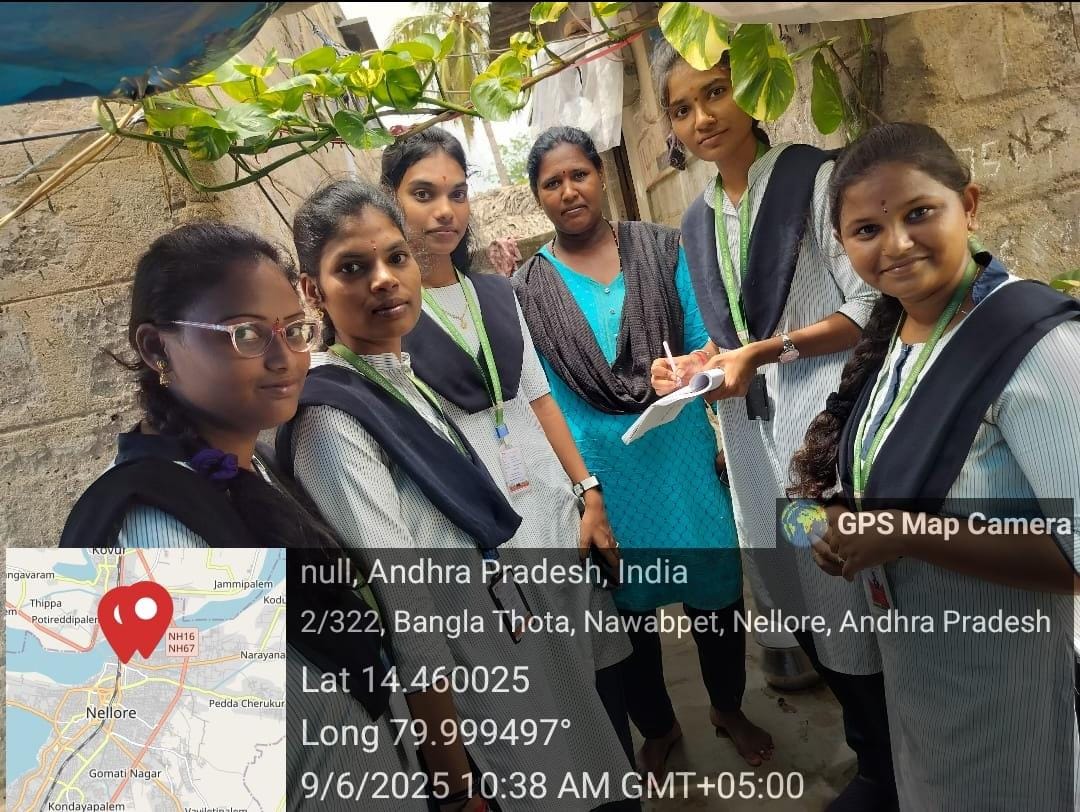 GPS Map Camera
null, Andhra Pradesh, India
2/322, Bangla Thota, Nawabpet, Nellore, Andhra Pradesh
Lat 14.460025
Long 79.999497°
9/6/2025 10:38 AM GMT+05:00
Kovur
Jammipalem
Thippa
Potireddipaler
NH16
NH67
Narayana
Pedda Cherukur
Nellore
Gomati Nagar
Kondayapalem